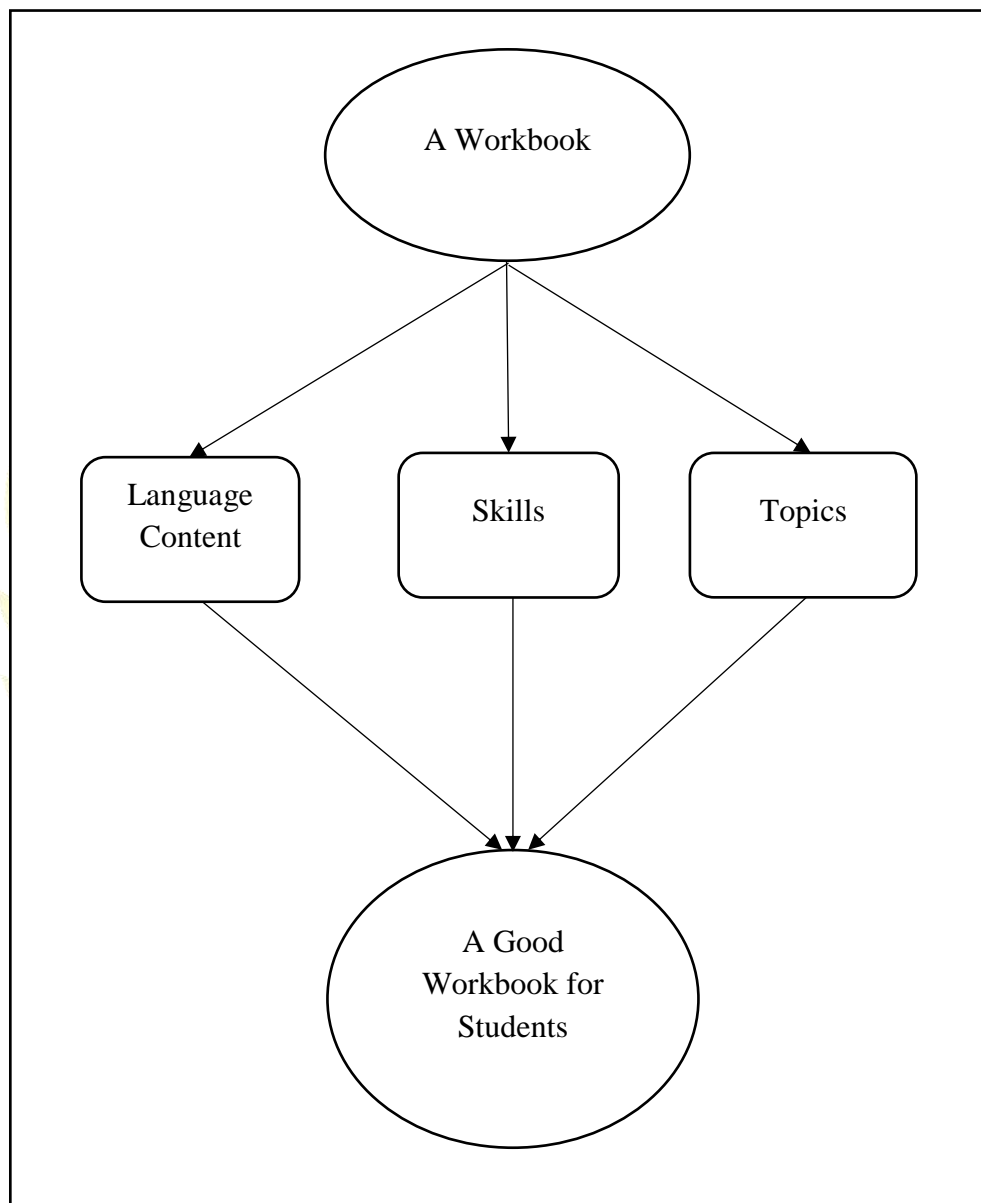 A Workbook
Language
Content
Skills
Topics
A Good
Workbook for
Students